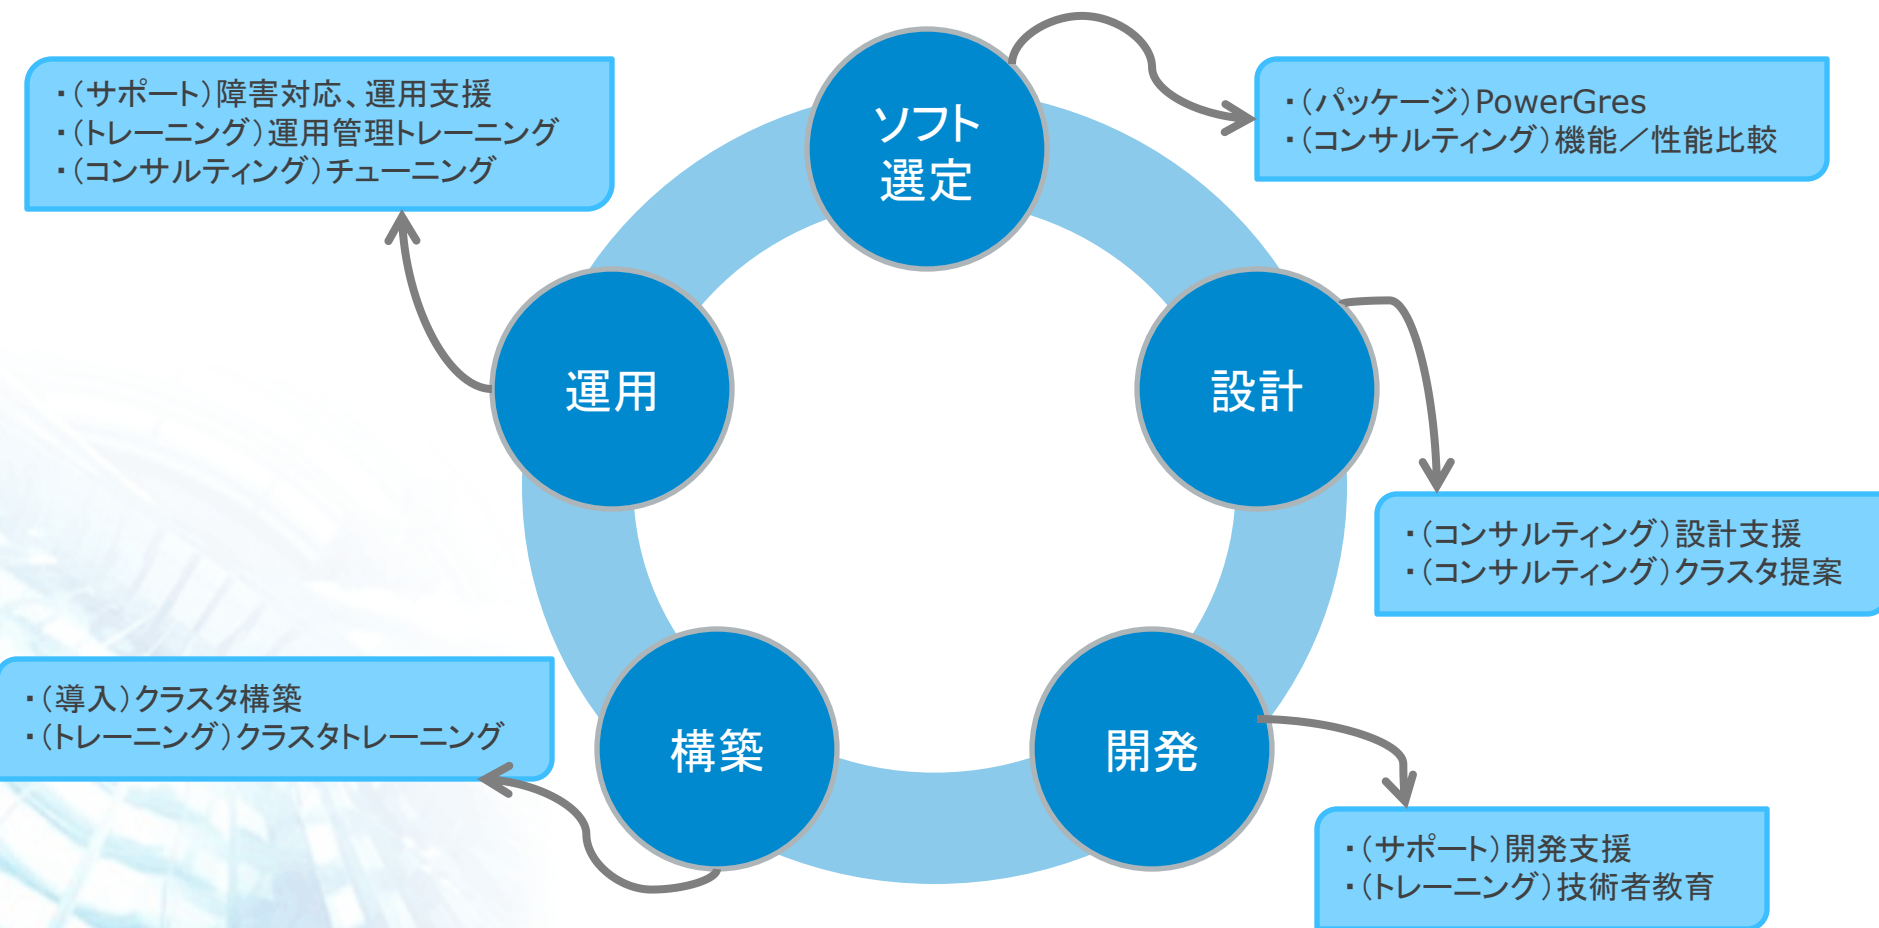 ソフト
選定
・(パッケージ)PowerGres
・(コンサルティング)機能／性能比較
設計
・(コンサルティング)設計支援
・(コンサルティング)クラスタ提案
開発
・(サポート)開発支援
・(トレーニング)技術者教育
構築
・(導入)クラスタ構築
・(トレーニング)クラスタトレーニング
運用
・(サポート)障害対応、運用支援
・(トレーニング)運用管理トレーニング
・(コンサルティング)チューニング